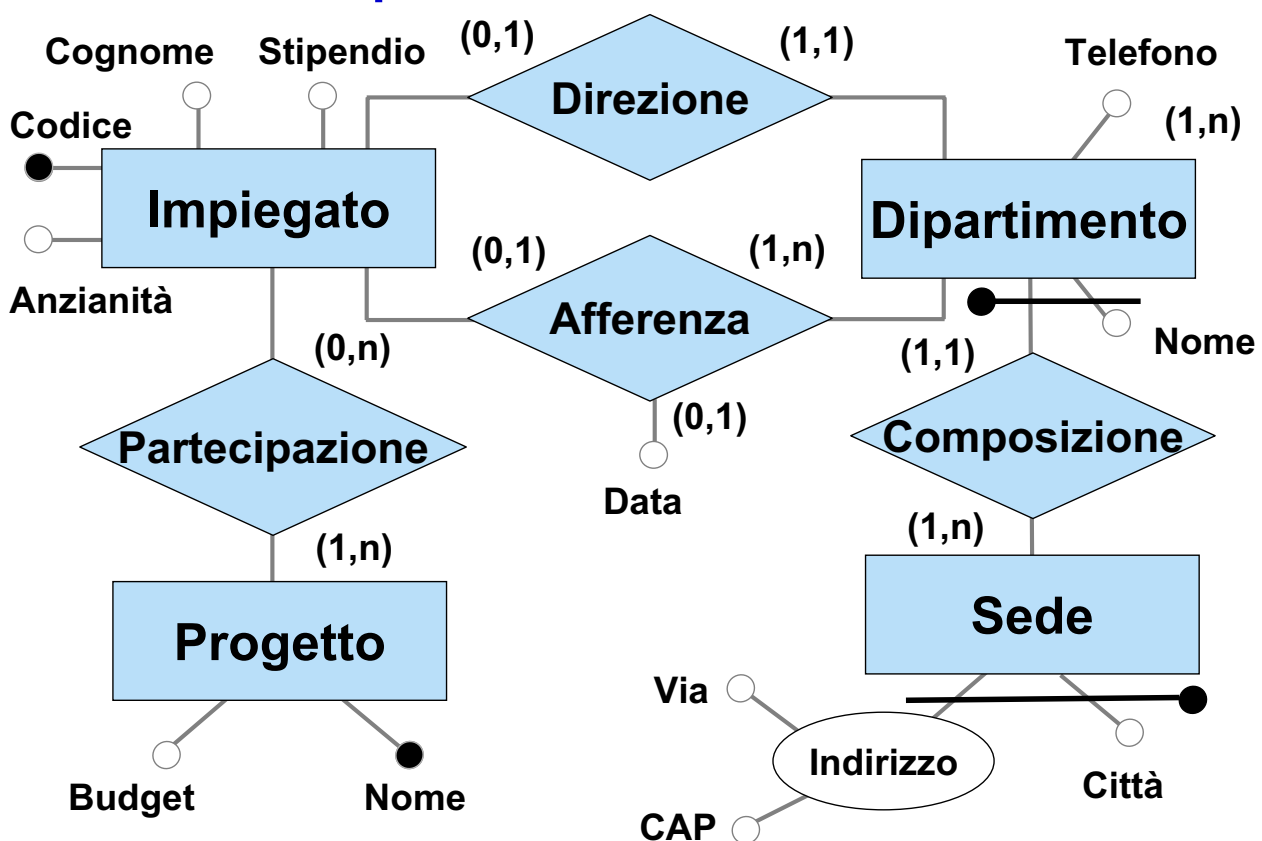 (0,1)
(1,1)
Cognome
Stipendio
Telefono
Direzione
Codice
(1,n)
Impiegato
Dipartimento
(0,1)
(1,n)
Anzianità
Afferenza
(0,n)
(1,1)
Nome
(0,1)
Partecipazione
Composizione
Data
(1,n)
(1,n)
Progetto
Sede
Via
Indirizzo
Città
Budget
Nome
CAP